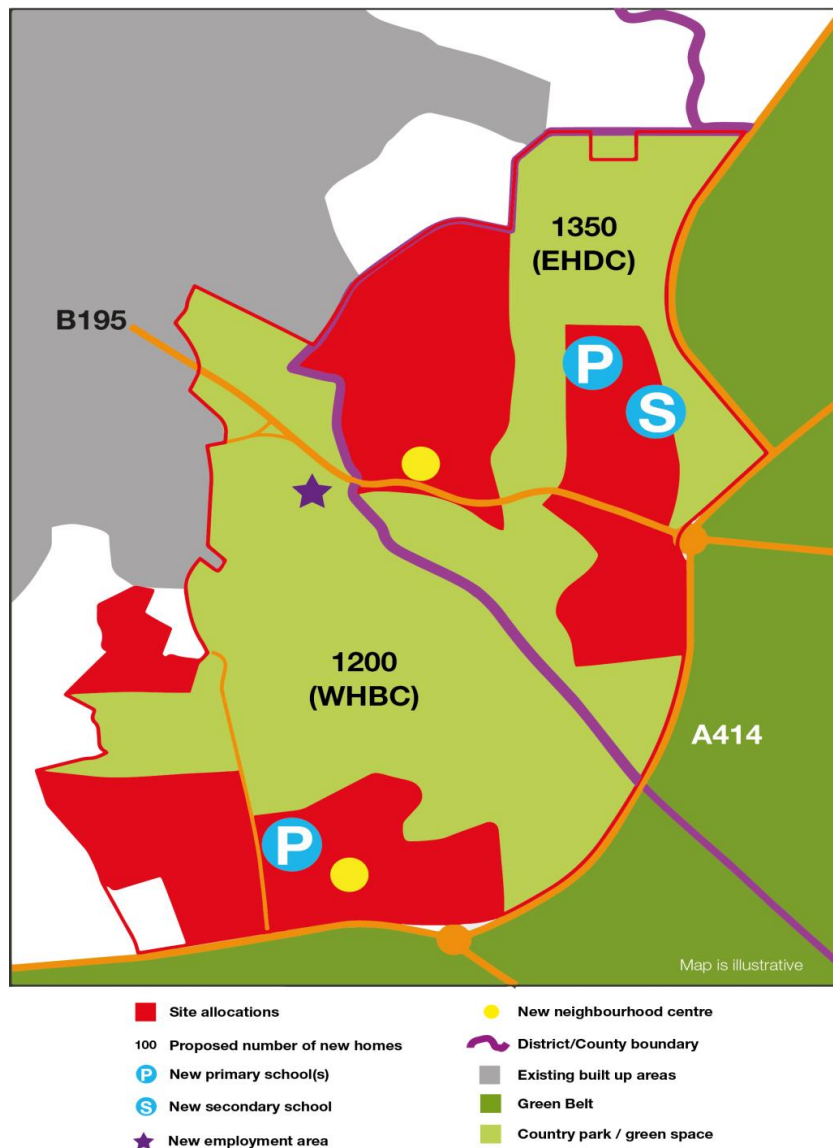 1350
(EHDC)
B195
P
S
1200
(WHBC)
A414
P
Map is illustrative
Site allocations
100 Proposed number of new homes
P New primary school(s)
S New secondary school
New employment area
New neighbourhood centre
District/County boundary
Existing built up areas
Green Belt
Country park / green space